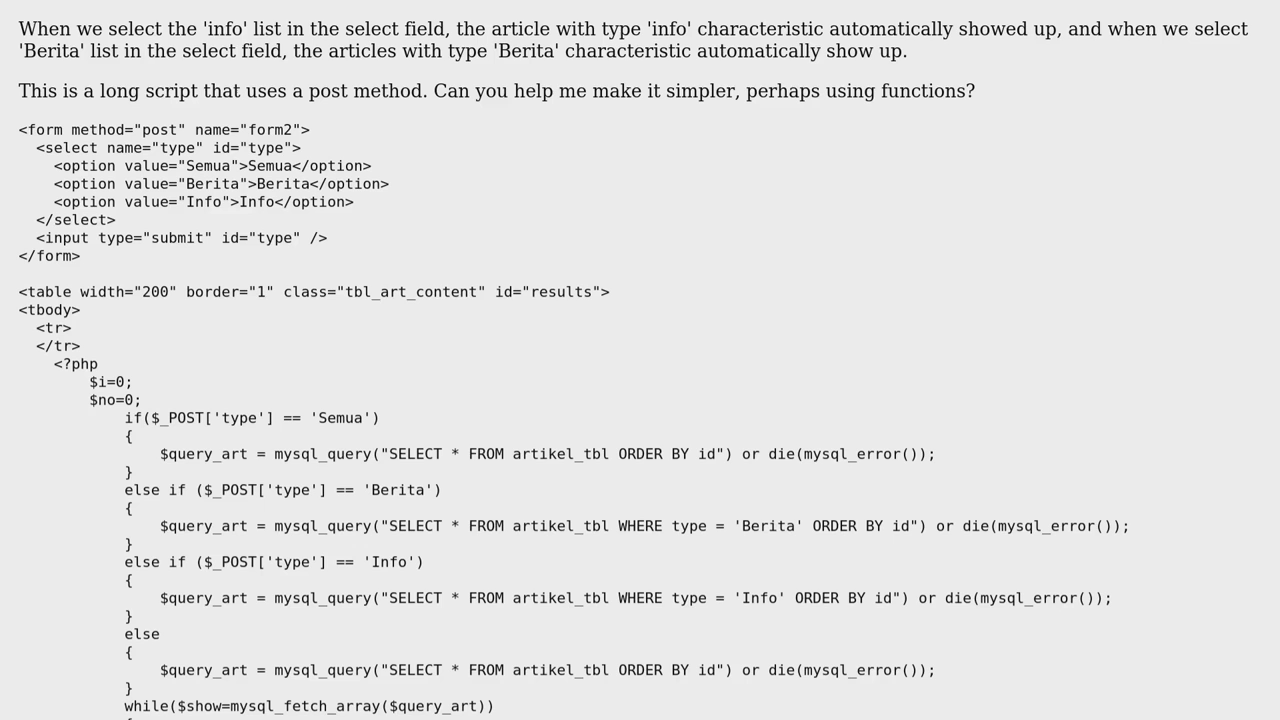 When we select the 'info' list in the select field, the article with type 'info' characteristic automatically showed up, and when we select
'Berita' list in the select field, the articles with type 'Berita' characteristic automatically show up.
This is a long script that uses a post method. Can you help me make it simpler, perhaps using functions?
<form method="post" name="form2">
  <select name="type" id="type">
    <option value="Semua">Semua</option>
    <option value="Berita">Berita</option>
    <option value="Info">Info</option>
  </select>
  <input type="submit" id="type" />
</form>
<table width="200" border="1" class="tbl_art_content" id="results">
<tbody>
  <tr>
  </tr>
    <?php
        $i=0;
        $no=0;
            if($_POST['type'] == 'Semua')
            {
                $query_art = mysql_query("SELECT * FROM artikel_tbl ORDER BY id") or die(mysql_error());
            }
            else if ($_POST['type'] == 'Berita')
            {
                $query_art = mysql_query("SELECT * FROM artikel_tbl WHERE type = 'Berita' ORDER BY id") or die(mysql_error());
            }
            else if ($_POST['type'] == 'Info')
            {
                $query_art = mysql_query("SELECT * FROM artikel_tbl WHERE type = 'Info' ORDER BY id") or die(mysql_error());
            }
            else
            {
                $query_art = mysql_query("SELECT * FROM artikel_tbl ORDER BY id") or die(mysql_error());
            }
            while($show=mysql_fetch_array($query_art))